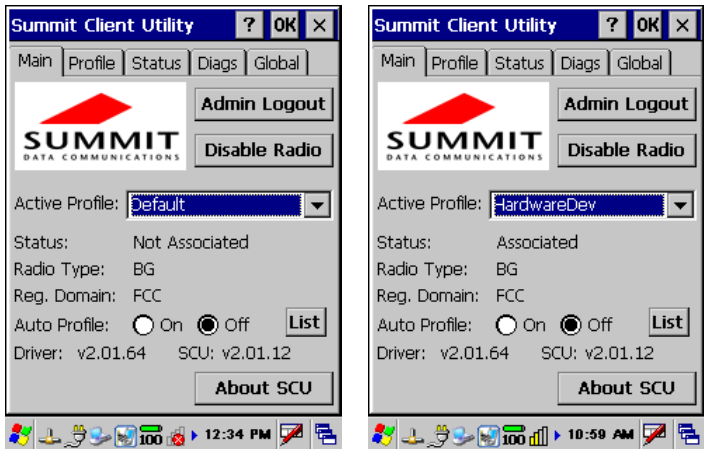 Summit Client Utility ? OK ×
Main Profile Status Diags Global
SUMMIT
DATA COMMUNICATIONS
Admin Logout
Disable Radio
Active Profile: Default
Status: Not Associated
Radio Type: BG
Reg. Domain: FCC
Auto Profile: On Off List
Driver: v2.01.64 SCU: v2.01.12
About SCU
100 12:34 PM
Summit Client Utility ? OK ×
Main Profile Status Diags Global
SUMMIT
DATA COMMUNICATIONS
Admin Logout
Disable Radio
Active Profile: HardwareDev
Status: Associated
Radio Type: BG
Reg. Domain: FCC
Auto Profile: On Off List
Driver: v2.01.64 SCU: v2.01.12
About SCU
100 10:59 AM